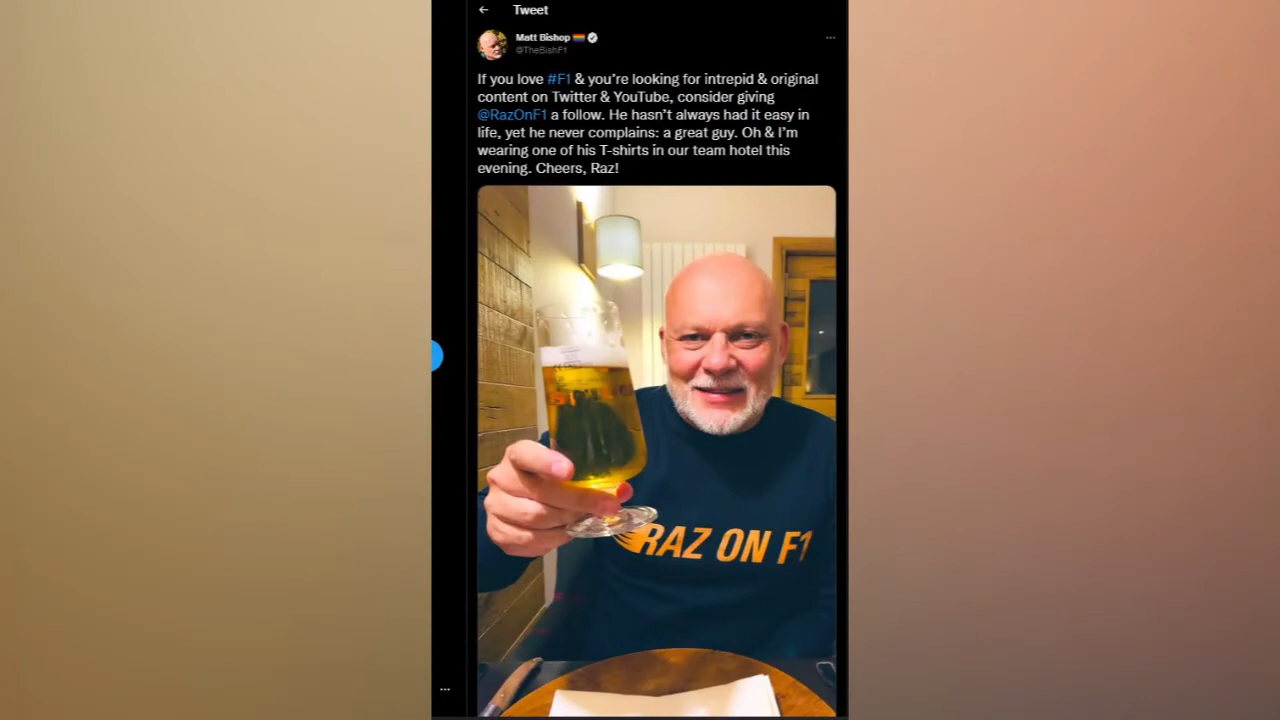 Tweet
Matt Bishop
@TheBishF1
If you love #F1 & you're looking for intrepid & original
content on Twitter & YouTube, consider giving
@RazOnF1 a follow. He hasn't always had it easy in
life, yet he never complains: a great guy. Oh & I'm
wearing one of his T-shirts in our team hotel this
evening. Cheers, Raz!
RAZ ON F1